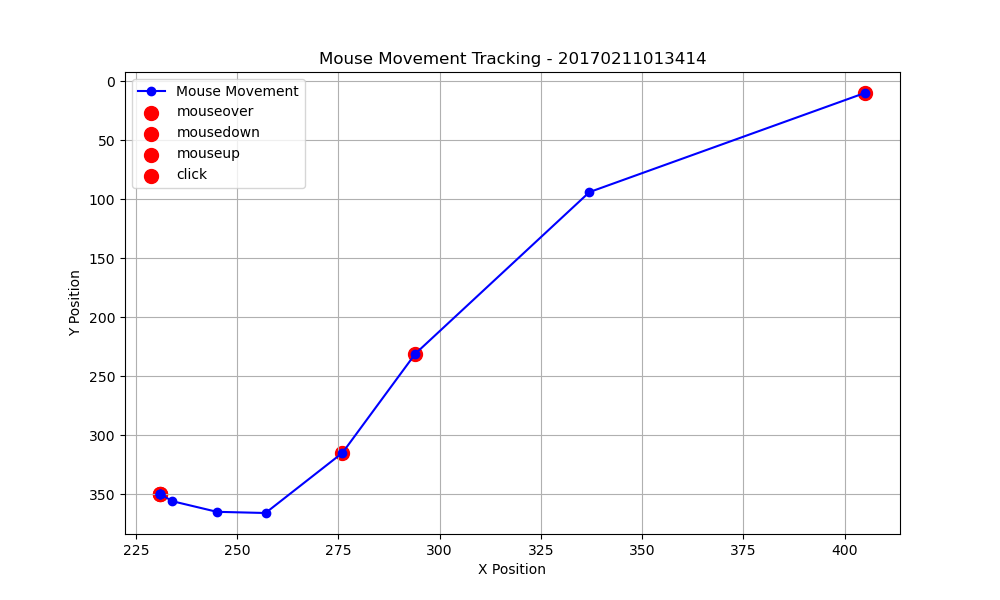 Mouse Movement Tracking - 20170211013414
Mouse Movement
mouseover
mousedown
mouseup
click
0
50
100
150
200
250
300
350
Y Position
225
250
275
300
325
350
375
400
X Position